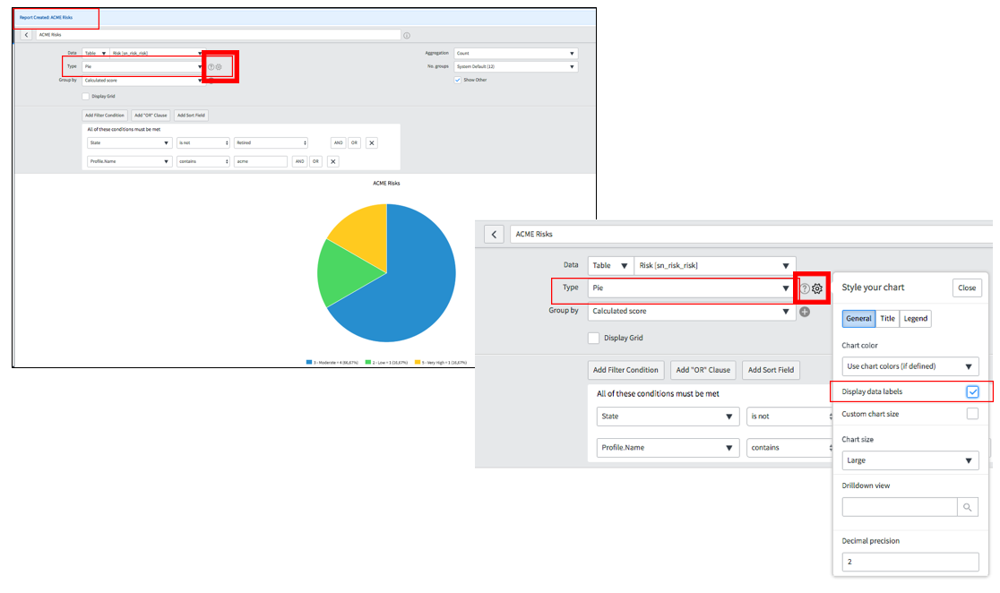 Report Created: ACME Risks
ACME Risks
Data Table Risk [sn_risk_risk] Aggregation Count
Type Pie No. groups System Default (12)
Group by Calculated score Show Other
Display Grid
Add Filter Condition Add "OR" Clause Add Sort Field
All of these conditions must be met
State is not Retired AND OR
Profile.Name contains acme AND OR
ACME Risks
3 - Moderate = 4 (66,67%) 2 - Low = 1 (16,67%) 5 - Very High = 1 (16,67%)
ACME Risks
Data Table Risk [sn_risk_risk]
Type Pie
Group by Calculated score
Display Grid
Add Filter Condition Add "OR" Clause Add Sort Field
All of these conditions must be met
State is not
Profile.Name contains
Style your chart Close
General Title Legend
Chart color
Use chart colors (if defined)
Display data labels
Custom chart size
Chart size
Large
Drilldown view
Decimal precision
2